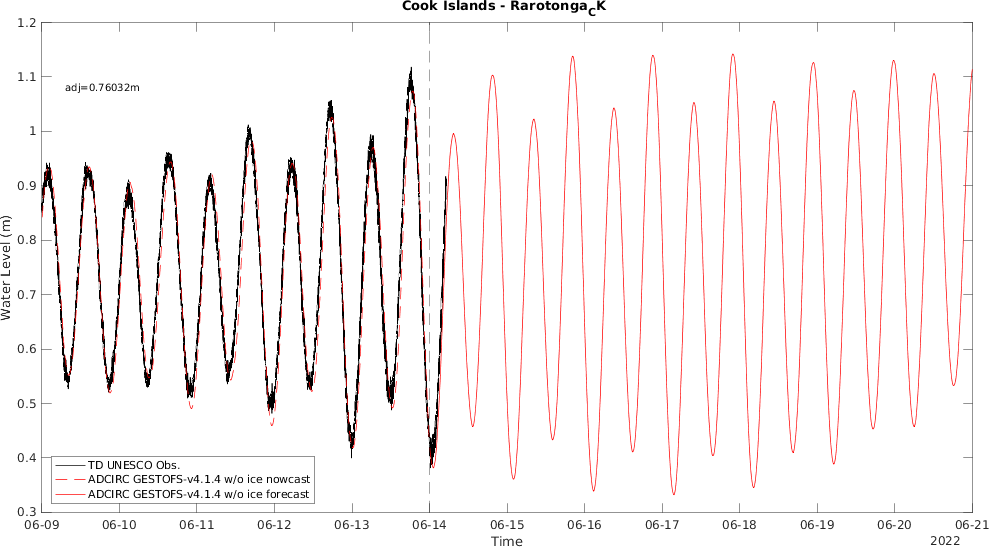 Cook Islands - RarotongaCK
1.2
1.1
1
0.9
0.8
0.7
0.6
0.5
0.4
0.3
Water Level (m)
adj=0.76032m
TD UNESCO Obs.
ADCIRC GESTOFS-v4.1.4 w/o ice nowcast
ADCIRC GESTOFS-v4.1.4 w/o ice forecast
06-09 06-10 06-11 06-12 06-13 06-14 06-15 06-16 06-17 06-18 06-19 06-20 06-21
Time
2022